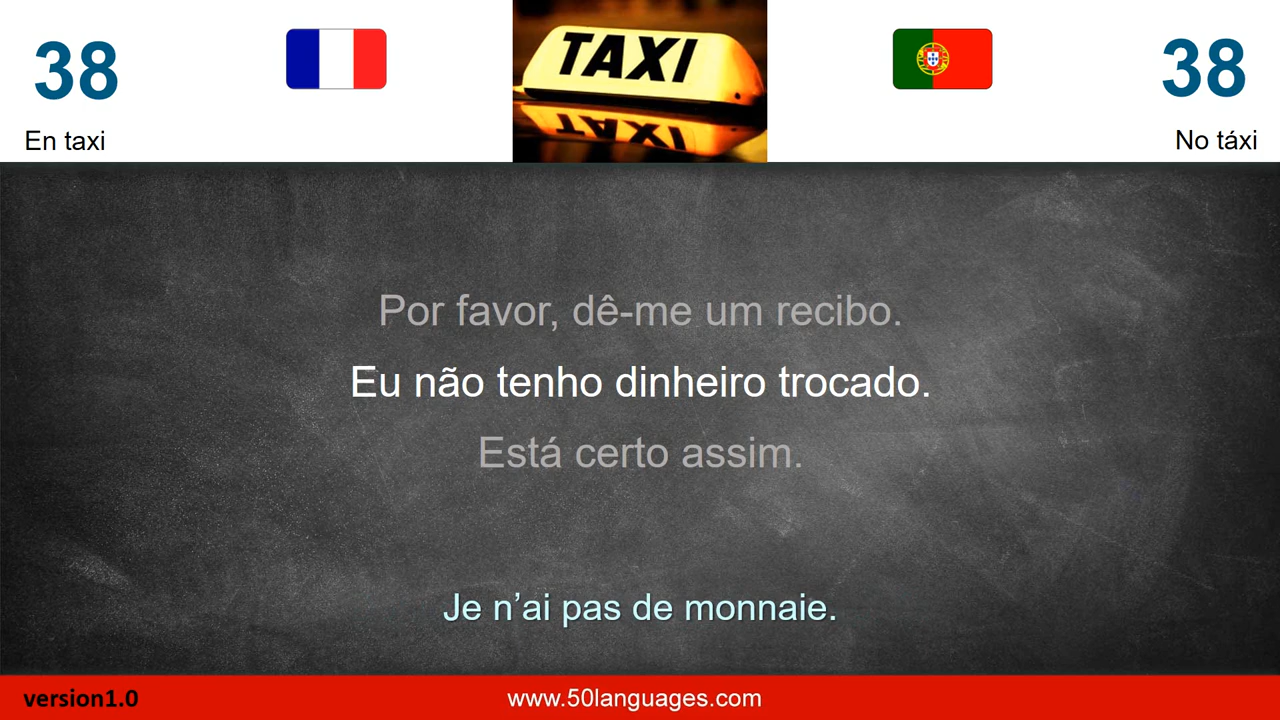 38
38
TAXI
En taxi
No táxi
Por favor, dê-me um recibo.
Eu não tenho dinheiro trocado.
Está certo assim.
Je n’ai pas de monnaie.
version1.0
www.50languages.com